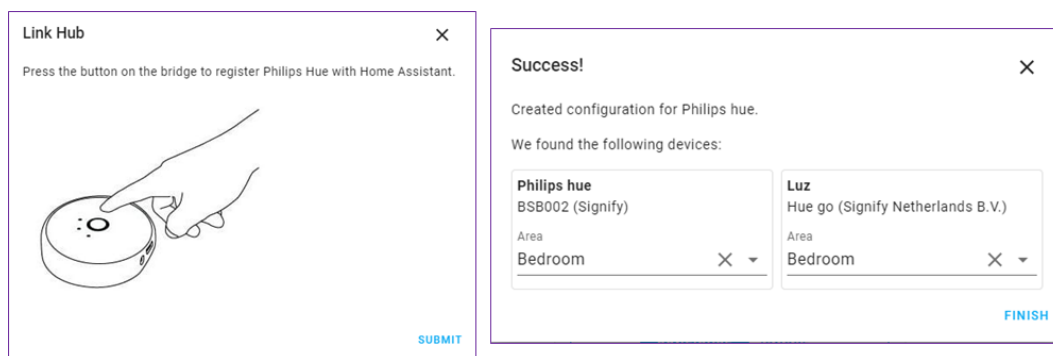 Link Hub
Press the button on the bridge to register Philips Hue with Home Assistant.
SUBMIT
Success!
Created configuration for Philips hue.
We found the following devices:
Philips hue
BSB002 (Signify)
Area
Bedroom
Luz
Hue go (Signify Netherlands B.V.)
Area
Bedroom
FINISH